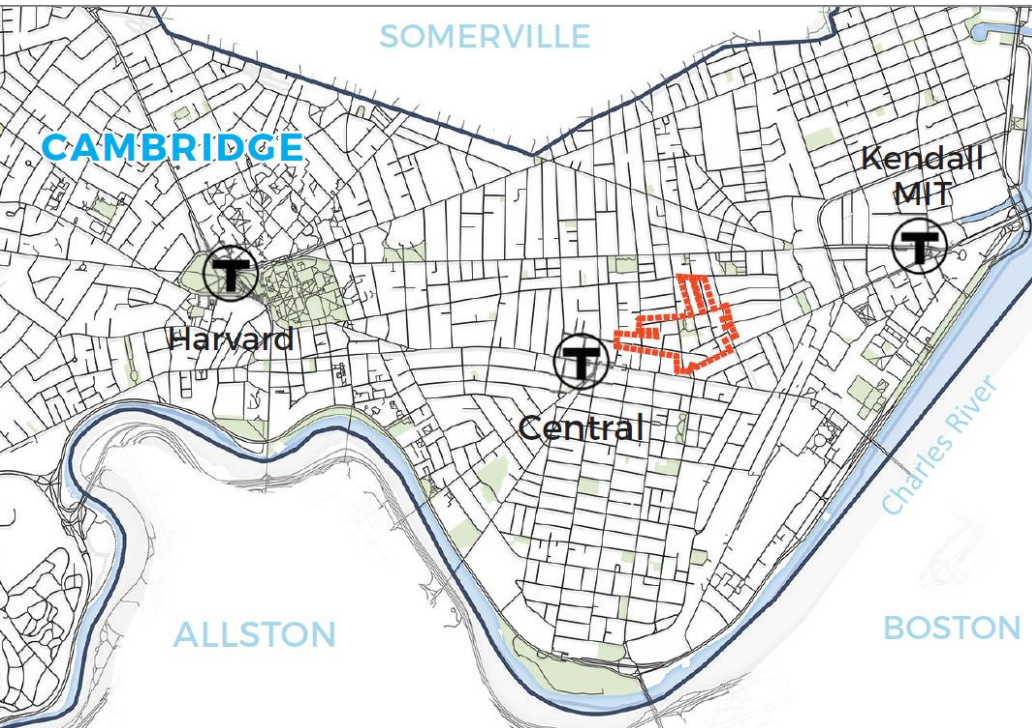 SOMERVILLE
CAMBRIDGE
Kendall
MIT
T
T
Harvard
T
Central
Charles River
ALLSTON
BOSTON